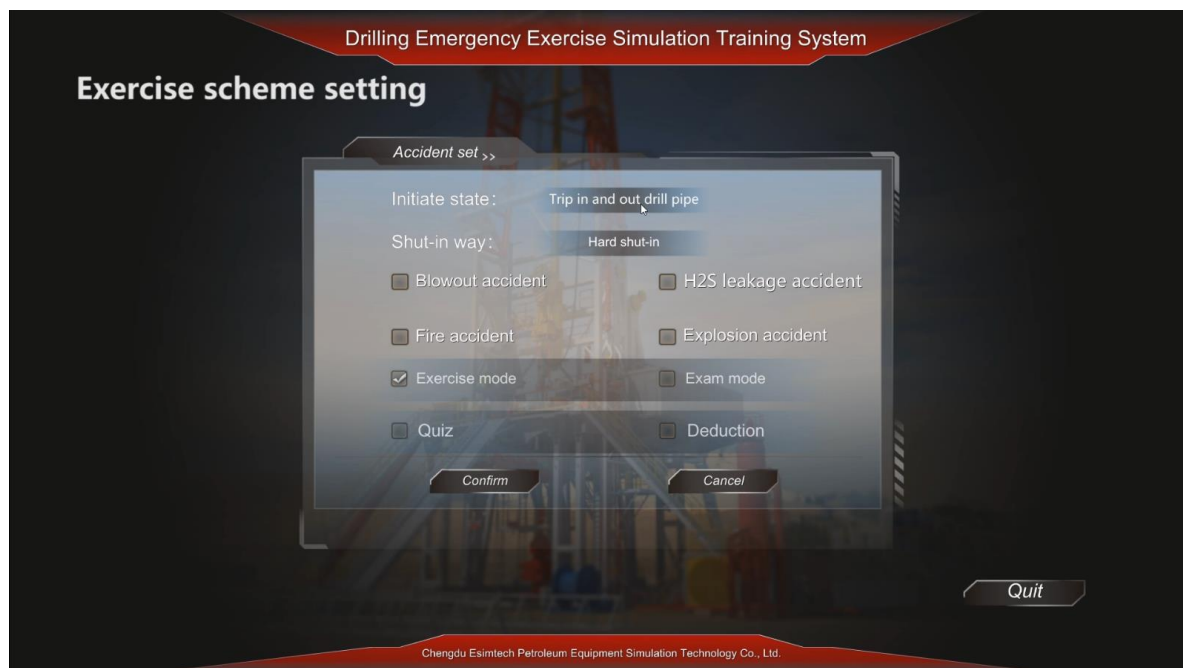 Drilling Emergency Exercise Simulation Training System
Exercise scheme setting
Accident set >>
Initiate state: Trip in and out drill pipe
Shut-in way: Hard shut-in
Blowout accident H2S leakage accident
Fire accident Explosion accident
Exercise mode Exam mode
Quiz Deduction
Confirm Cancel
Quit
Chengdu Esimtech Petroleum Equipment Simulation Technology Co., Ltd.